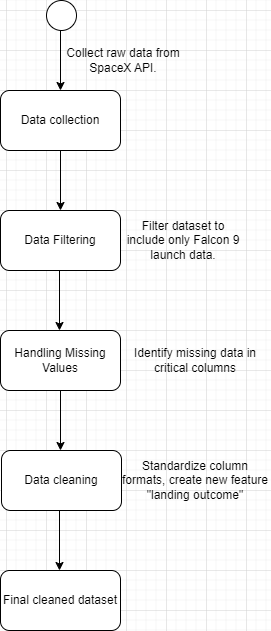 Collect raw data from
SpaceX API.
Data collection
Data Filtering
Filter dataset to
include only Falcon 9
launch data.
Handling Missing
Values
Identify missing data in
critical columns
Data cleaning
Standardize column
formats, create new feature
"landing outcome"
Final cleaned dataset